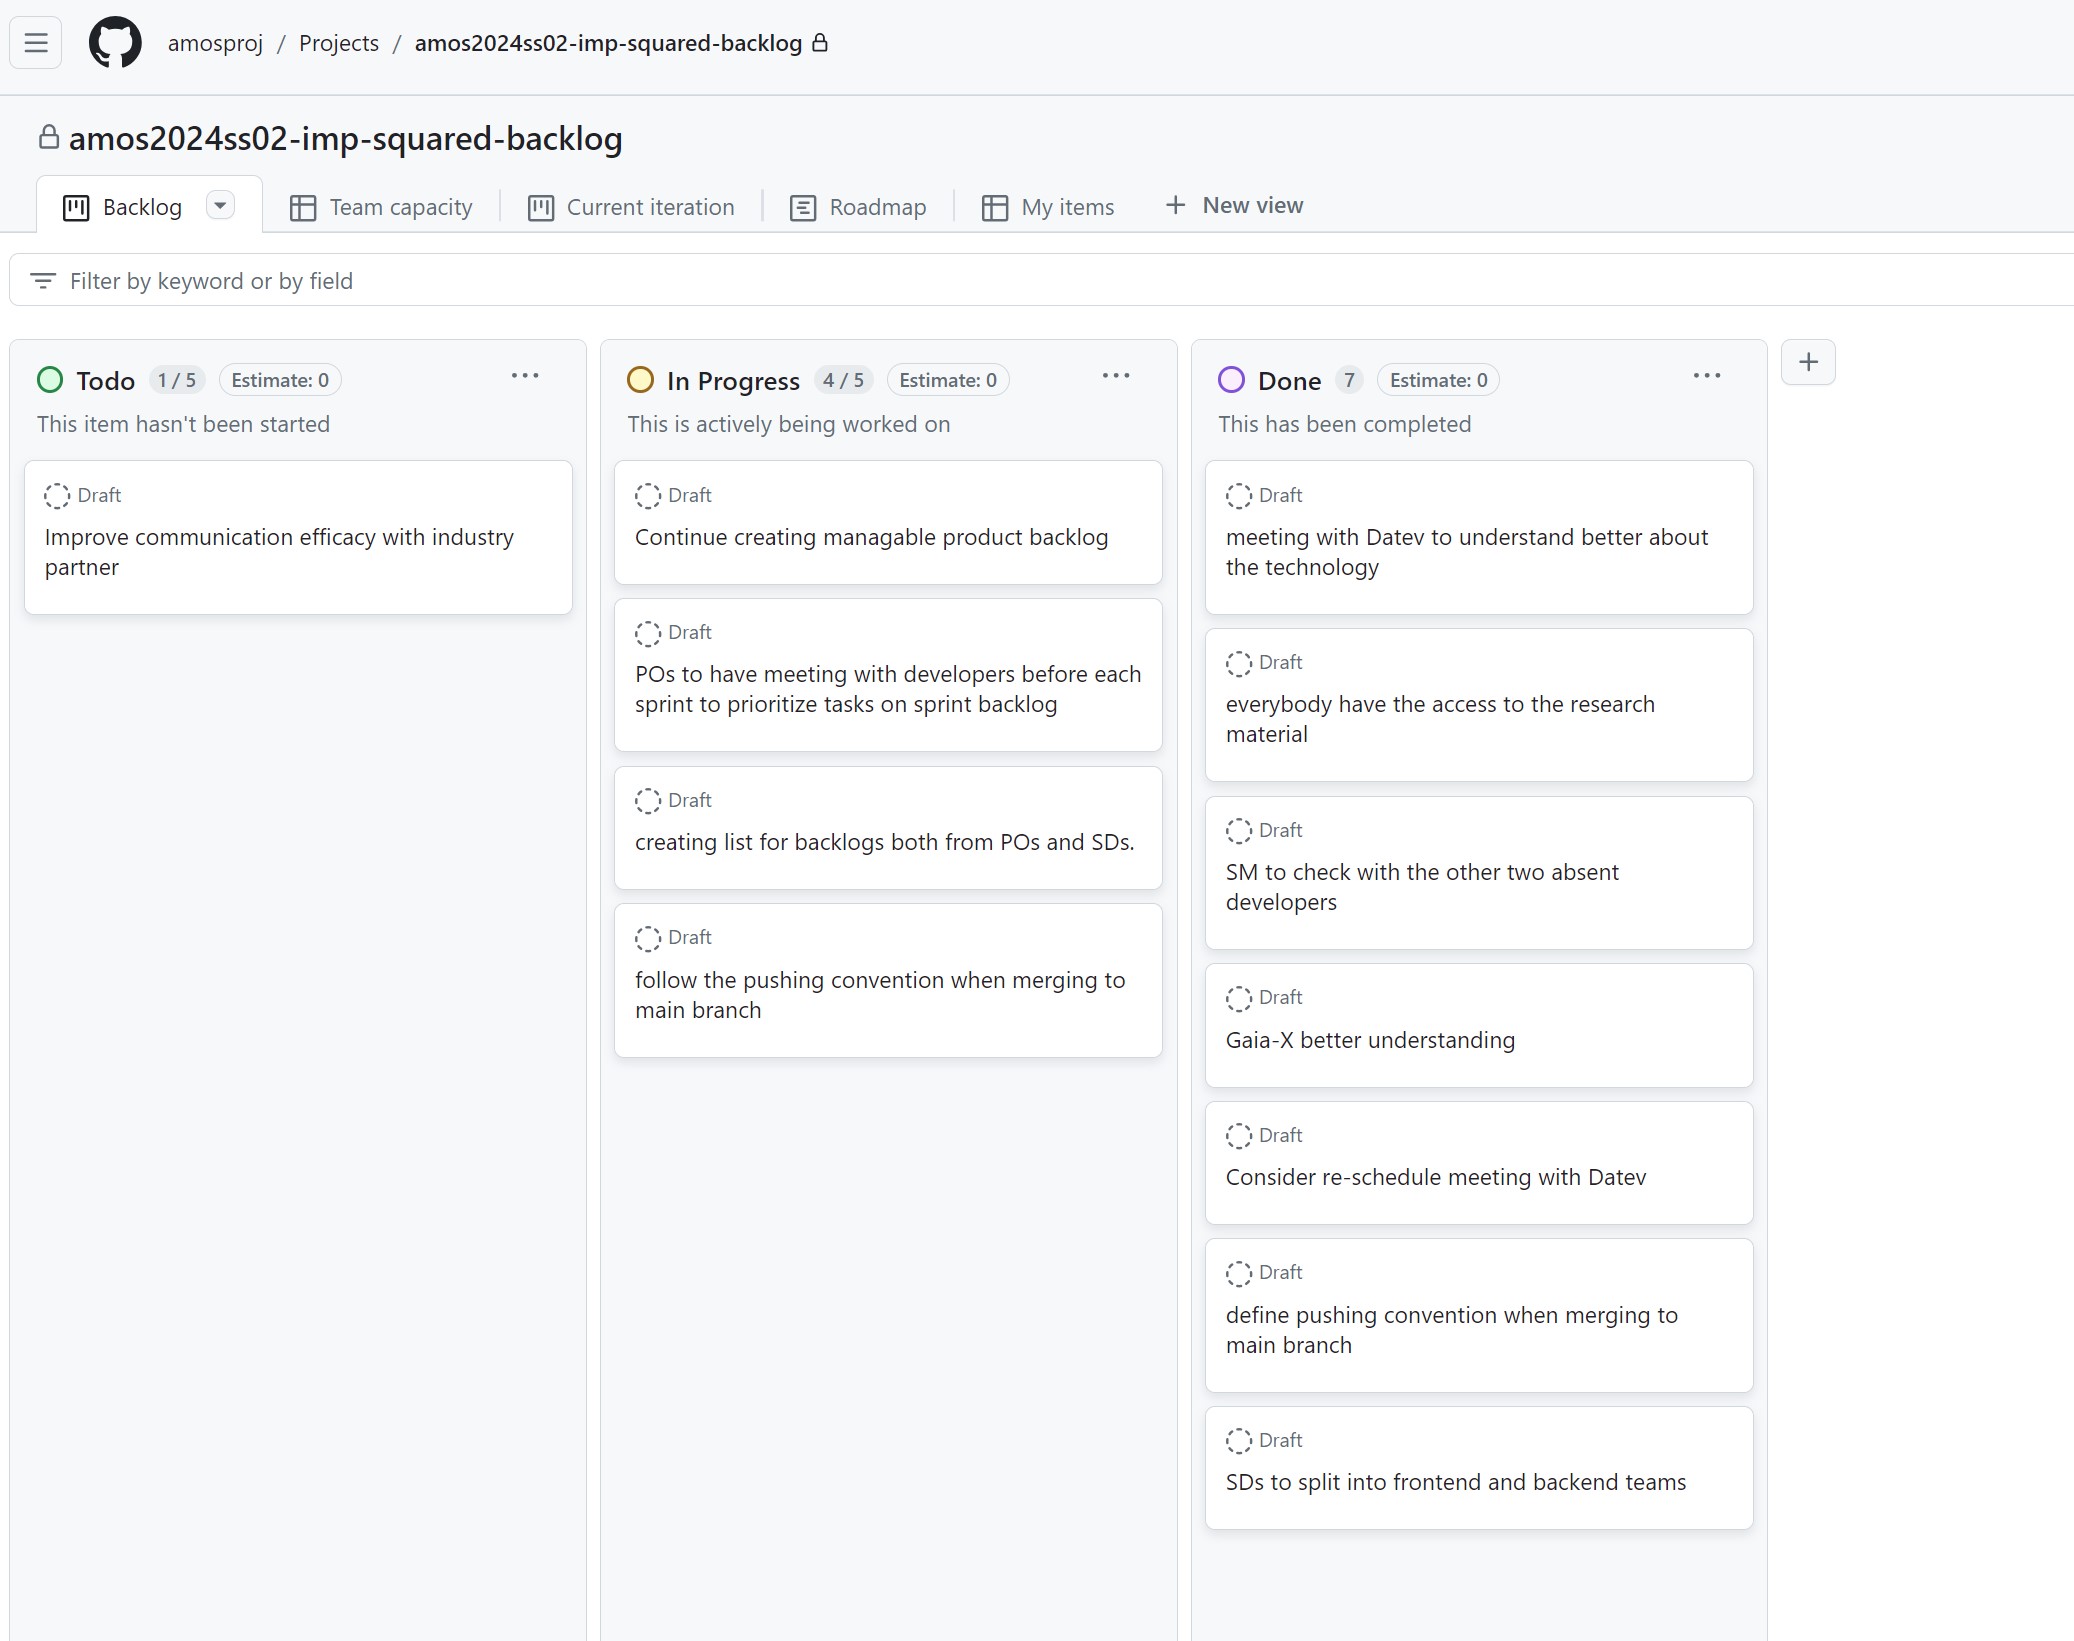 amosproj / Projects / amos2024ss02-imp-squared-backlog
amos2024ss02-imp-squared-backlog
Backlog
Team capacity
Current iteration
Roadmap
My items
New view
Filter by keyword or by field
Todo 1 / 5 Estimate: 0
This item hasn't been started
Draft
Improve communication efficacy with industry
partner
In Progress 4 / 5 Estimate: 0
This is actively being worked on
Draft
Continue creating managable product backlog
Draft
POs to have meeting with developers before each
sprint to prioritize tasks on sprint backlog
Draft
creating list for backlogs both from POs and SDs.
Draft
follow the pushing convention when merging to
main branch
Done 7 Estimate: 0
This has been completed
Draft
meeting with Datev to understand better about
the technology
Draft
everybody have the access to the research
material
Draft
SM to check with the other two absent
developers
Draft
Gaia-X better understanding
Draft
Consider re-schedule meeting with Datev
Draft
define pushing convention when merging to
main branch
Draft
SDs to split into frontend and backend teams